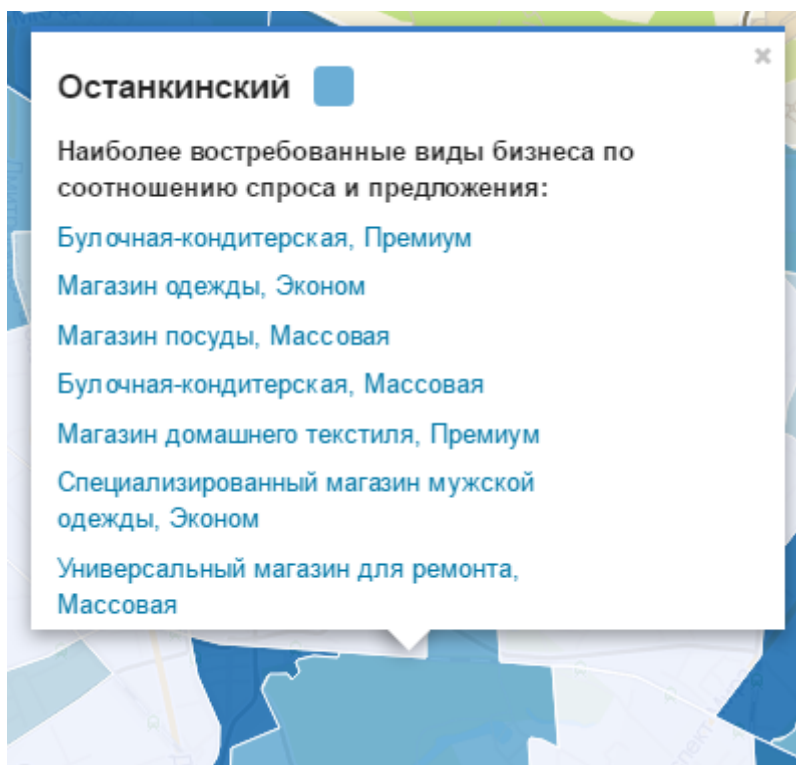 Останкинский
Наиболее востребованные виды бизнеса по
соотношению спроса и предложения:
Булочная-кондитерская, Премиум
Магазин одежды, Эконом
Магазин посуды, Массовая
Булочная-кондитерская, Массовая
Магазин домашнего текстиля, Премиум
Специализированный магазин мужской
одежды, Эконом
Универсальный магазин для ремонта,
Массовая